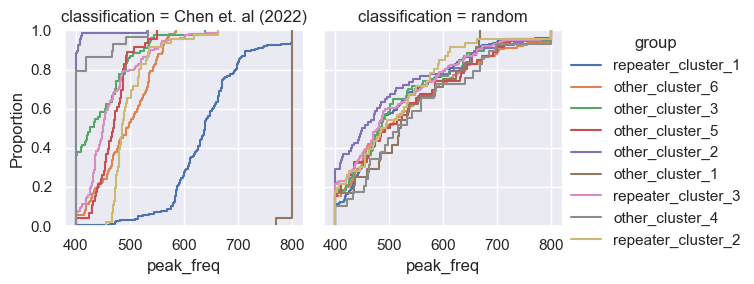 classification = Chen et. al (2022)
classification = random
group
1.0
0.8
0.6
0.4
0.2
0.0
Proportion
400 500 600 700 800
peak_freq
400 500 600 700 800
peak_freq
repeater_cluster_1
other_cluster_6
other_cluster_3
other_cluster_5
other_cluster_2
other_cluster_1
repeater_cluster_3
other_cluster_4
repeater_cluster_2